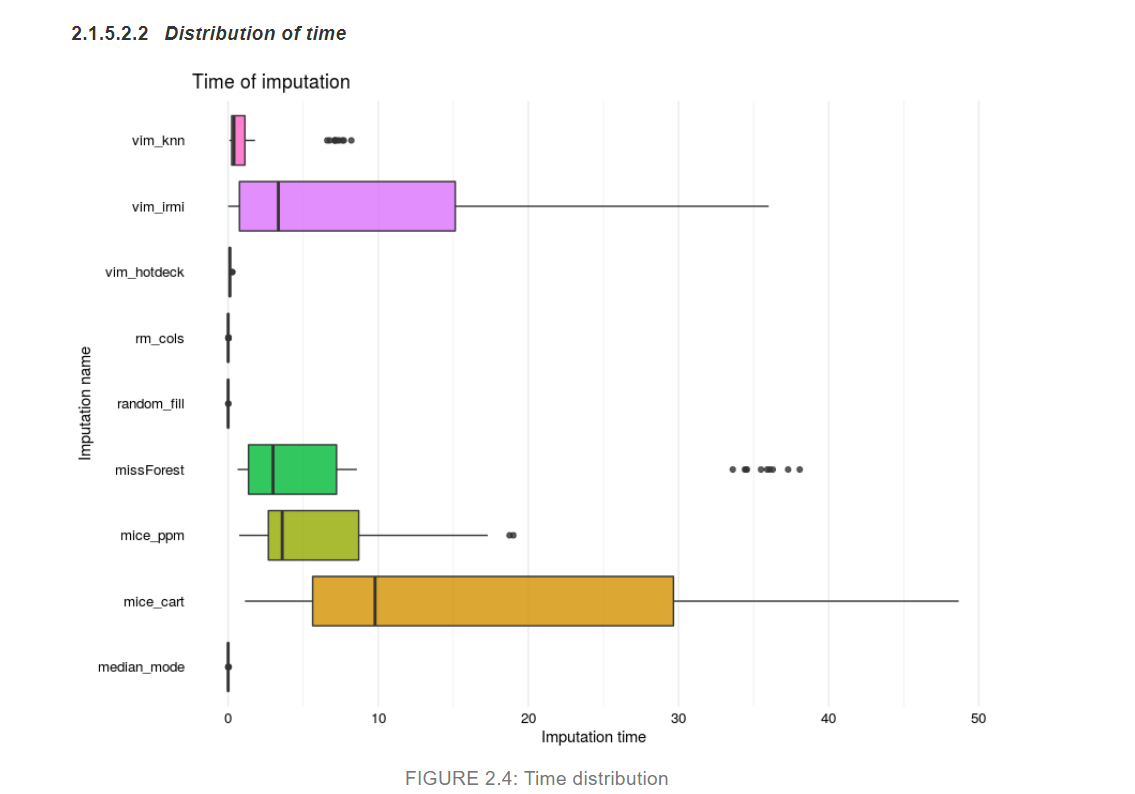 2.1.5.2.2 Distribution of time
Time of imputation
vim_knn
vim_irmi
vim_hotdeck
rm_cols
random_fill
missForest
mice_ppm
mice_cart
median_mode
Imputation name
0 10 20 30 40 50
Imputation time
FIGURE 2.4: Time distribution